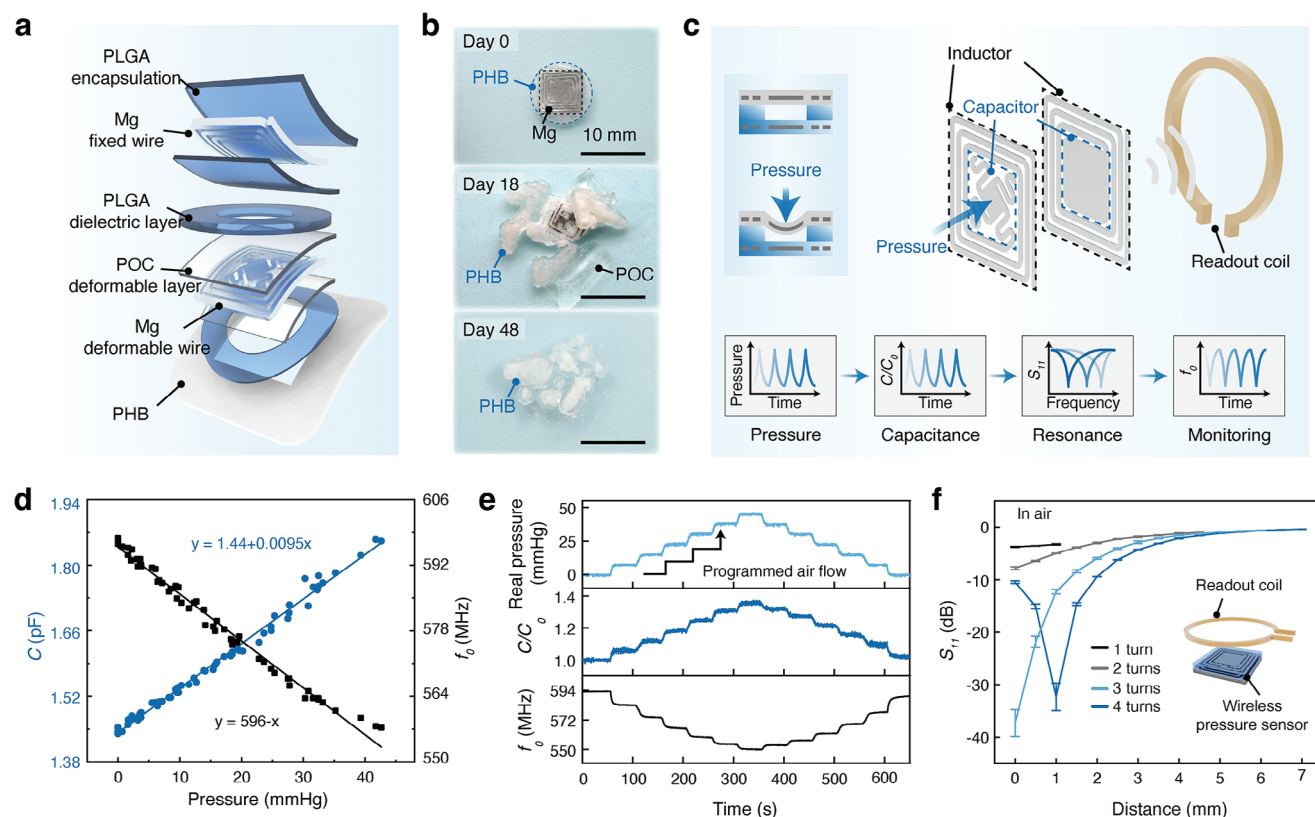 a
PLGA
encapsulation
Mg
fixed wire
PLGA
dielectric layer
POC
deformable layer
Mg
deformable wire
PHB
b
Day 0
PHB
Mg
10 mm
Day 18
PHB
POC
Day 48
PHB
c
Inductor
Capacitor
Pressure
Pressure
Readout coil
Pressure
Time
Pressure
C/C0
Time
Capacitance
S11
Frequency
Resonance
f0
Time
Monitoring
d
1.94
1.80
1.66
1.52
1.38
C (pF)
y = 1.44+0.0095x
y = 596-x
606
592
578
564
550
f0 (MHz)
0 10 20 30 40
Pressure (mmHg)
e
Real pressure
(mmHg)
50
25
0
Programmed air flow
C/C0
1.4
1.2
1.0
f0 (MHz)
594
572
550
0 100 200 300 400 500 600
Time (s)
f
In air
S11 (dB)
0
-10
-20
-30
-40
Readout coil
1 turn
2 turns
3 turns
4 turns
Wireless
pressure sensor
0 1 2 3 4 5 6 7
Distance (mm)